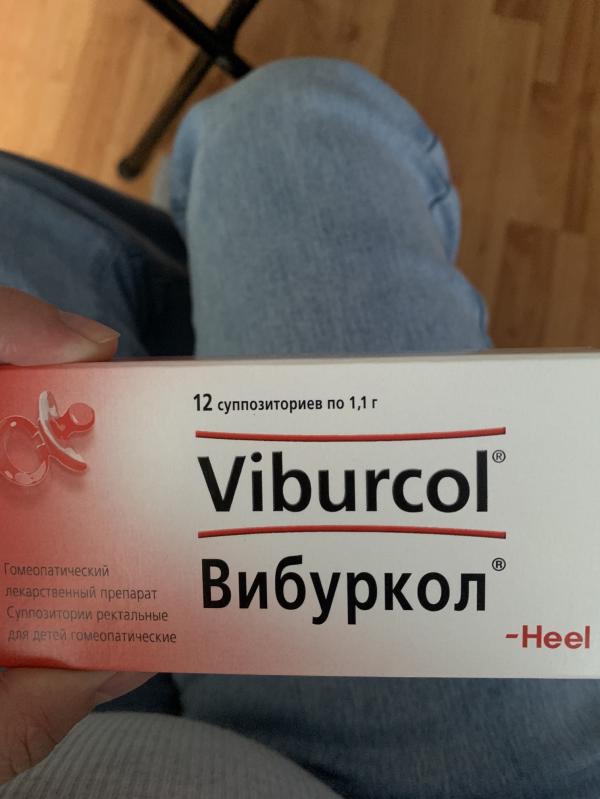 12 суппозиториев по 1,1 г
Viburcol®
Вибуркол®
-Heel
Гомеопатический
лекарственный препарат
Суппозитории ректальные
для детей гомеопатические